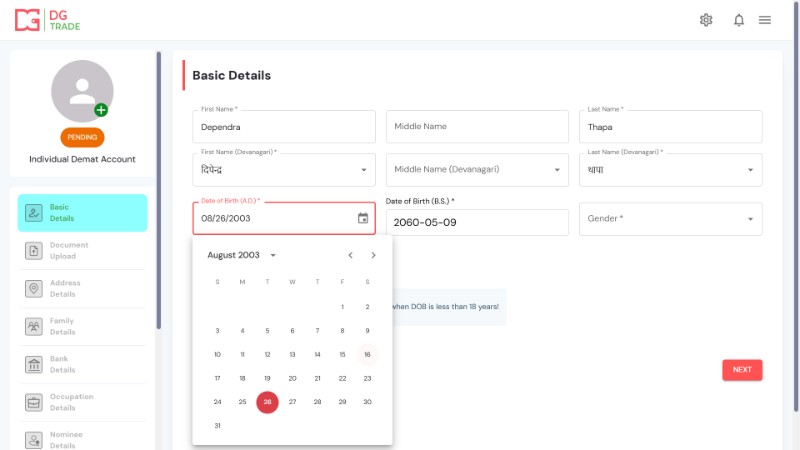 DG
TRADE
PENDING
Individual Demat Account
Basic
Details
Document
Upload
Address
Details
Family
Details
Bank
Details
Occupation
Details
Nominee
Details
Basic Details
First Name *
Dependra
Middle Name
Last Name *
Thapa
First Name (Devanagari) *
दिपेन्द्र
Middle Name (Devanagari)
Last Name (Devanagari) *
थापा
Date of Birth (A.D.) *
08/26/2003
Date of Birth (B.S.) *
2060-05-09
Gender *
August 2003
S M T W T F S
1 2
3 4 5 6 7 8 9
10 11 12 13 14 15 16
17 18 19 20 21 22 23
24 25 26 27 28 29 30
31
when DOB is less than 18 years!
NEXT